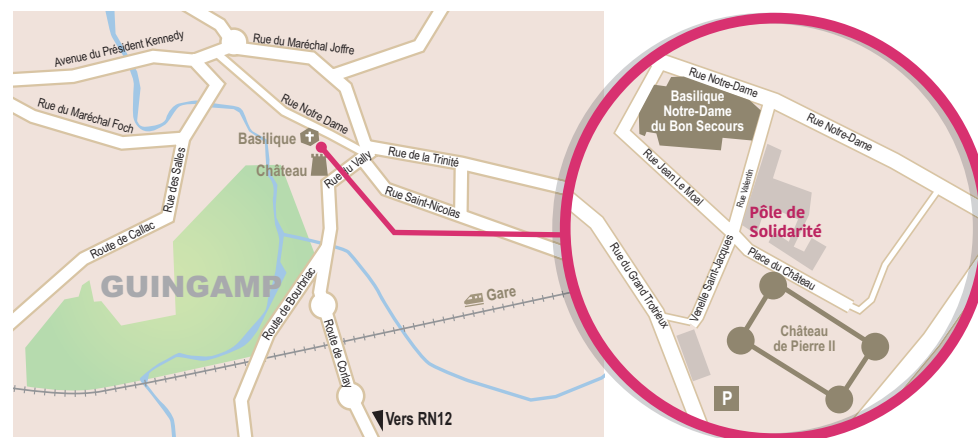 Avenue du Président Kennedy
Rue du Maréchal Joffre
Rue du Maréchal Foch
Rue Notre Dame
Basilique
Château
Rue du Vally
Rue de la Trinité
Rue Saint-Nicolas
Rue des Salles
Route de Callac
GUINGAMP
Route de Bourbriac
Route de Corlay
Gare
Vers RN12
Rue Notre-Dame
Basilique
Notre-Dame
du Bon Secours
Rue Notre-Dame
Rue Jean Le Moal
Rue Valentin
Pôle de
Solidarité
Place du Château
Venelle Saint-Jacques
Rue du Grand Trotrieux
Château
de Pierre II
P